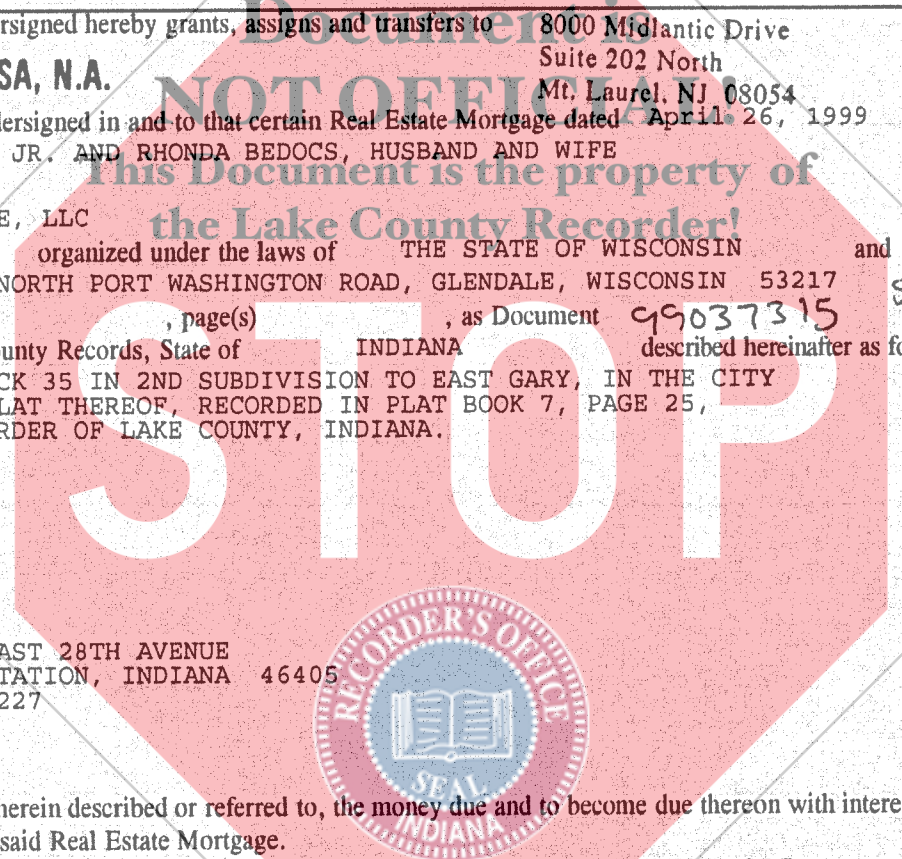 rsigned hereby grants, assigns and transfers to 8000 Midlantic Drive
Suite 202 North
SA, N.A.
Mt. Laurel, NJ 08054
Document is
NOT OFFICIAL!
dersigned in and to that certain Real Estate Mortgage dated April 26, 1999
JR. AND RHONDA BEDOCS, HUSBAND AND WIFE
This Document is the property of
the Lake County Recorder!
E, LLC
organized under the laws of THE STATE OF WISCONSIN and
NORTH PORT WASHINGTON ROAD, GLENDALE, WISCONSIN 53217
, page(s) , as Document 99037315
ounty Records, State of INDIANA described hereinafter as fo
CK 35 IN 2ND SUBDIVISION TO EAST GARY, IN THE CITY
LAT THEREOF, RECORDED IN PLAT BOOK 7, PAGE 25,
RDER OF LAKE COUNTY, INDIANA.
STOP
AST 28TH AVENUE
TATION, INDIANA 46405
227
RECORDER'S OFFICE
SEAL
INDIANA
herein described or referred to, the money due and to become due thereon with intere
said Real Estate Mortgage.